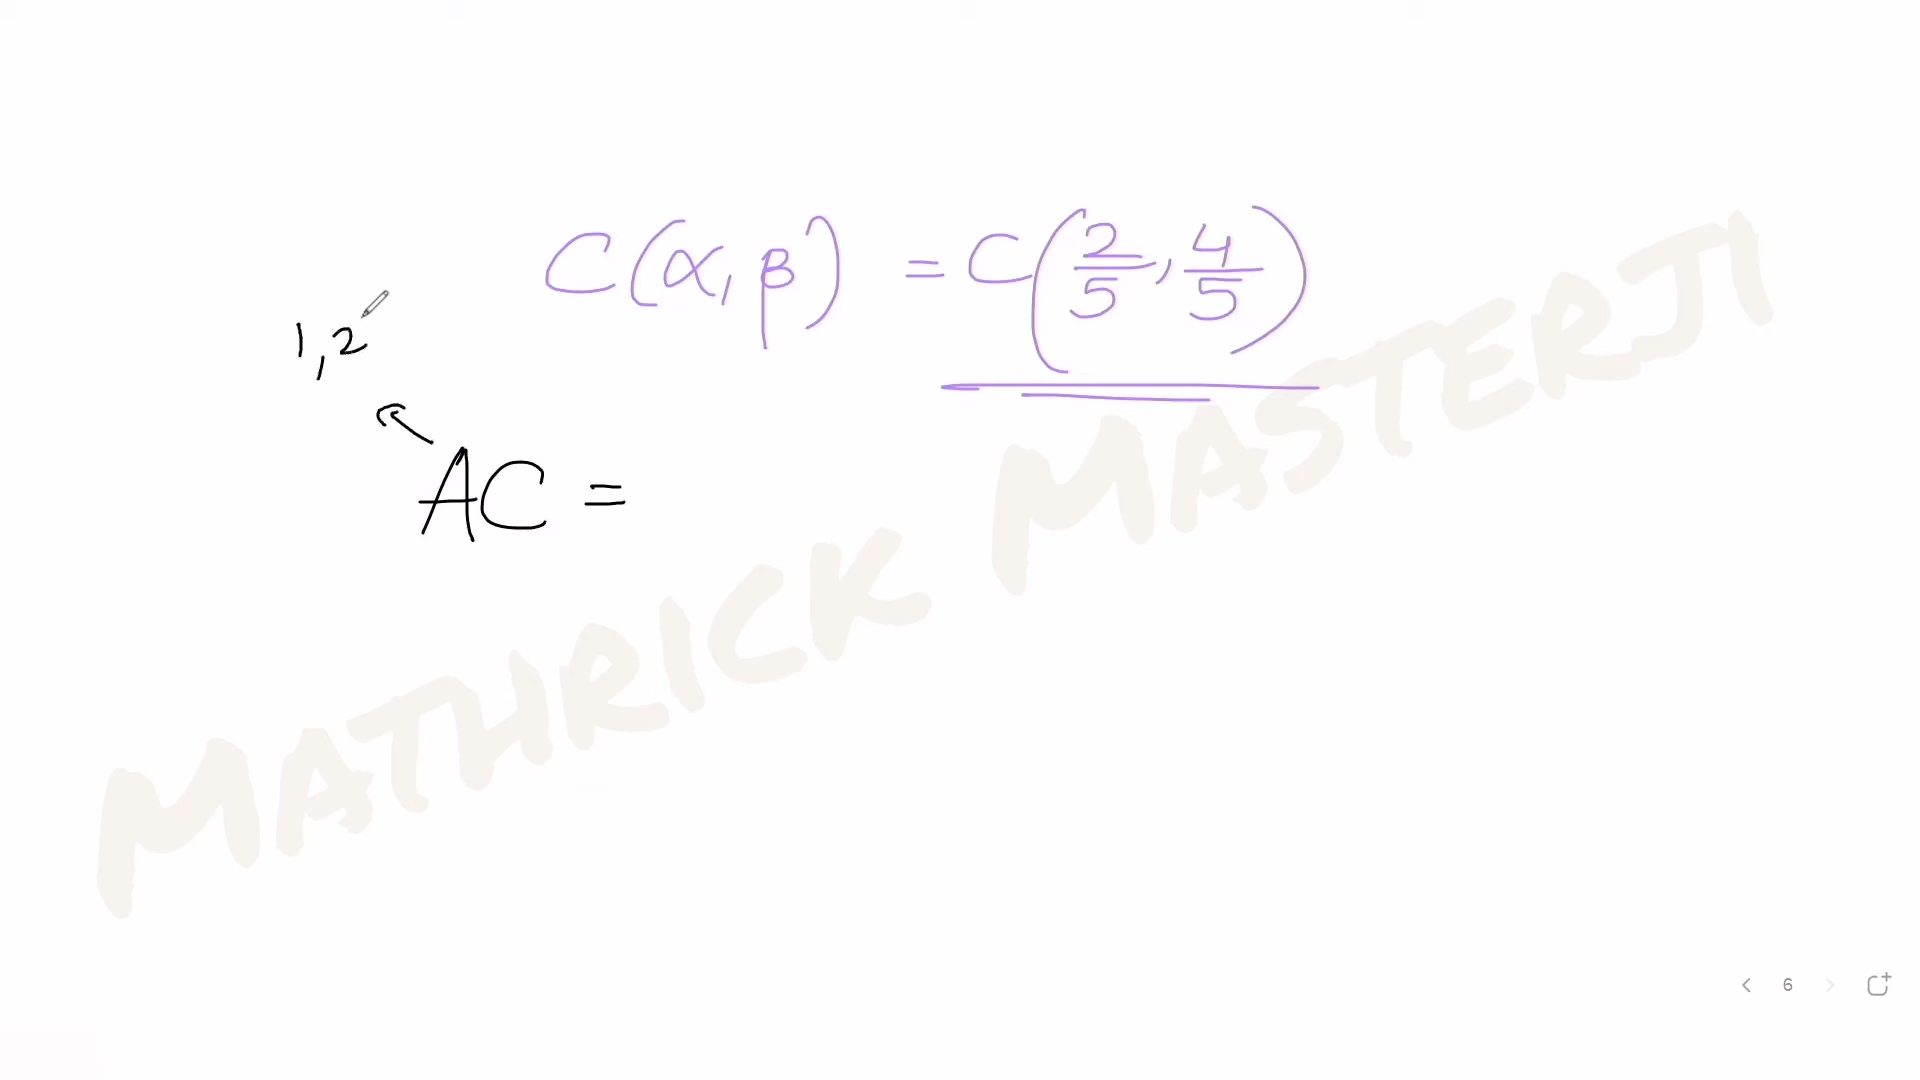 C(α, β) = C(2/5, 4/5)
1,2
AC =
MATHRICK MASTERJI
6